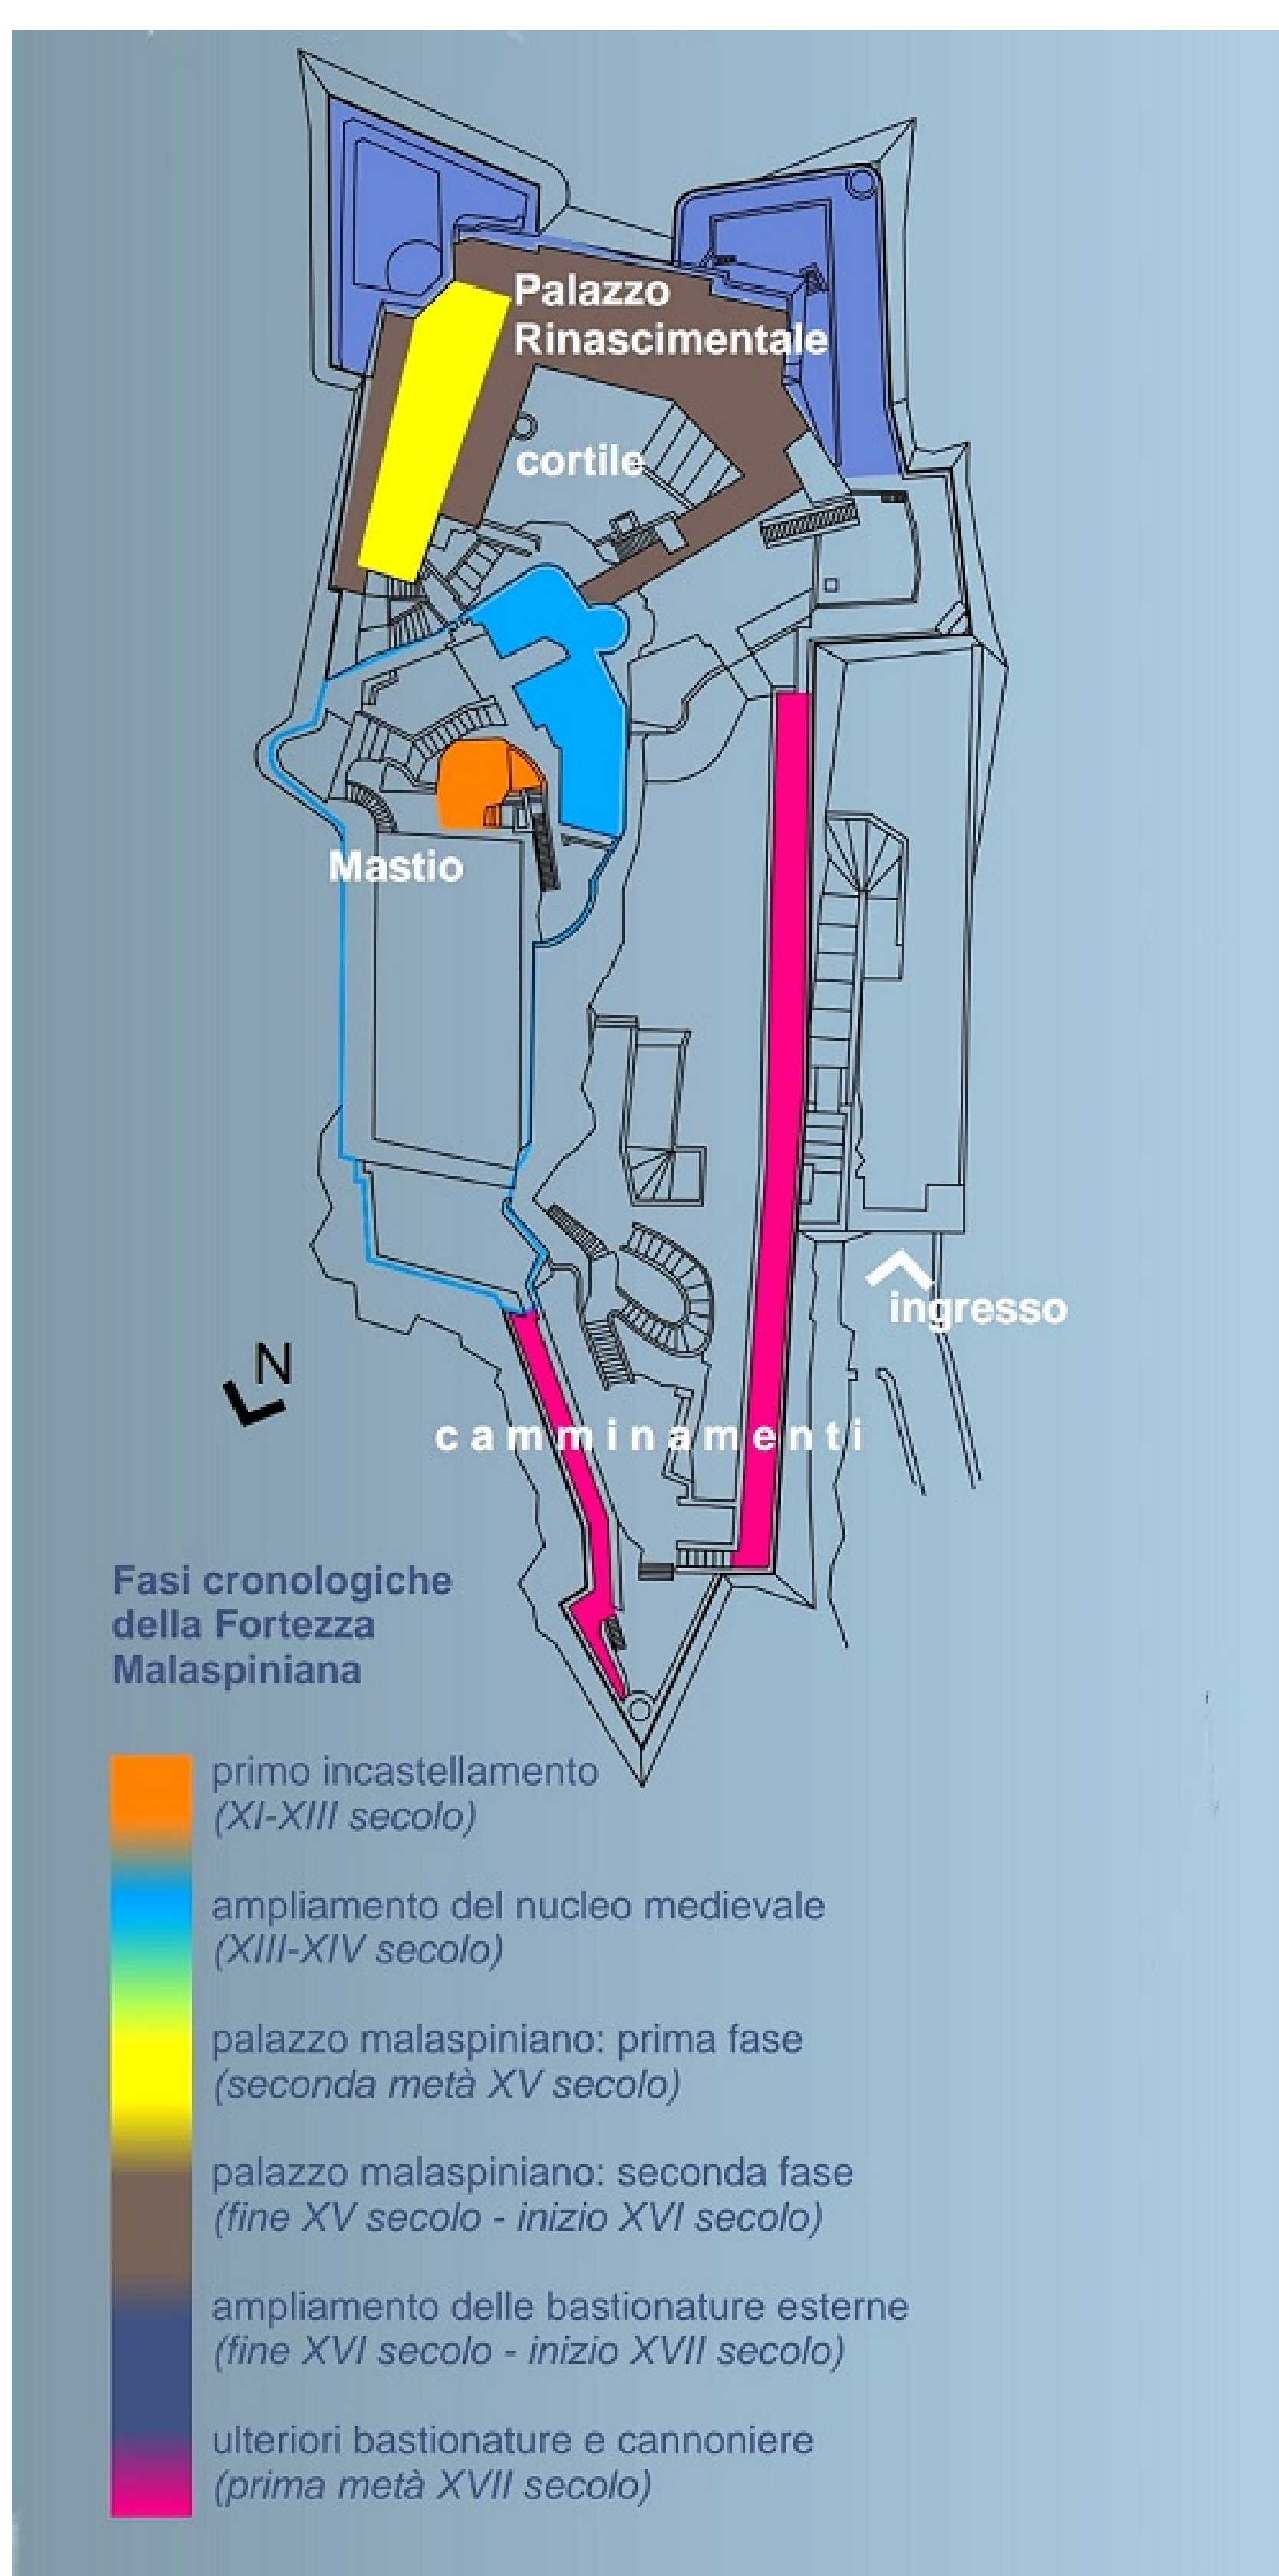 Palazzo
Rinascimentale
cortile
Mastio
ingresso
N
camminamenti
Fasi cronologiche
della Fortezza
Malaspiniana
primo incastellamento
(XI-XIII secolo)
ampliamento del nucleo medievale
(XIII-XIV secolo)
palazzo malaspiniano: prima fase
(seconda metà XV secolo)
palazzo malaspiniano: seconda fase
(fine XV secolo - inizio XVI secolo)
ampliamento delle bastionature esterne
(fine XVI secolo - inizio XVII secolo)
ulteriori bastionature e cannoniere
(prima metà XVII secolo)